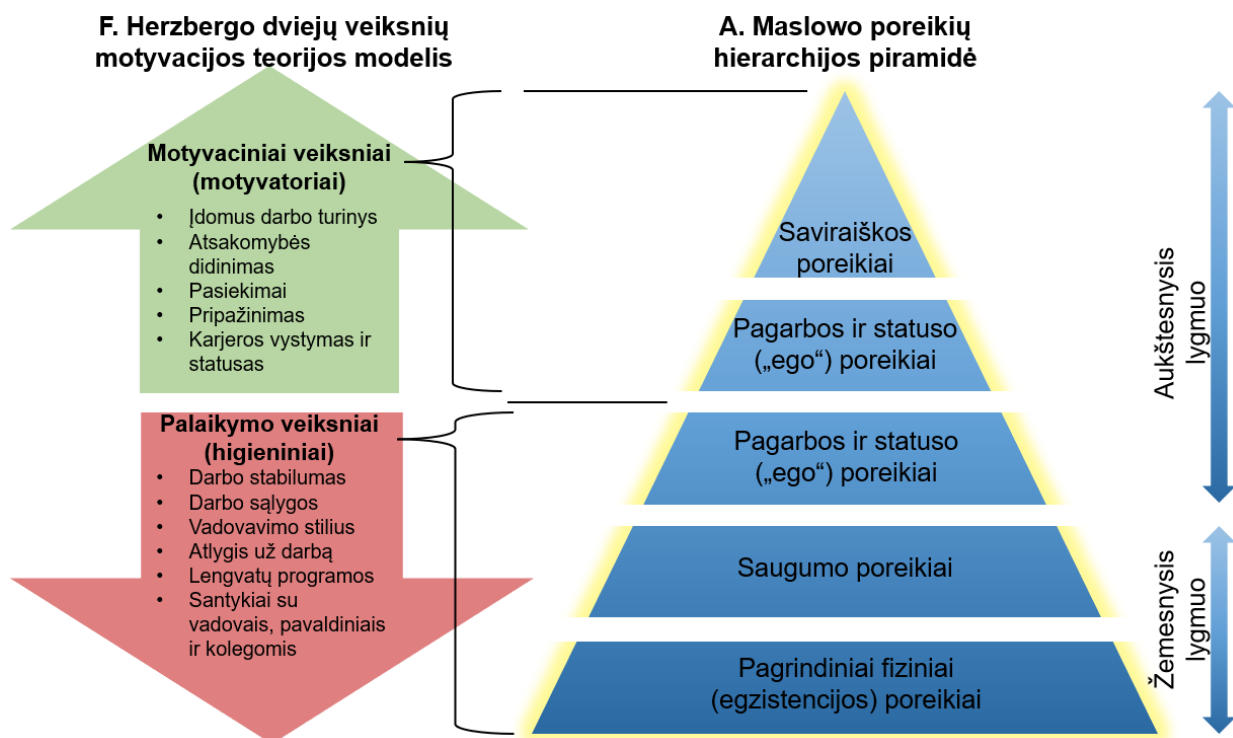 F. Herzbergo dviejų veiksnių
motyvacijos teorijos modelis
Motyvaciniai veiksniai
(motyvatoriai)
• Įdomus darbo turinys
• Atsakomybės
didinimas
• Pasiekimai
• Pripažinimas
• Karjeros vystymas ir
statusas
Palaikymo veiksniai
(higieniniai)
• Darbo stabilumas
• Darbo sąlygos
• Vadovavimo stilius
• Atlygis už darbą
• Lengvatų programos
• Santykiai su
vadovais, pavaldiniais
ir kolegomis
A. Maslowo poreikių
hierarchijos piramidė
Saviraiškos
poreikiai
Pagarbos ir statuso
(„ego“) poreikiai
Pagarbos ir statuso
(„ego“) poreikiai
Saugumo poreikiai
Pagrindiniai fiziniai
(egzistencijos) poreikiai
Aukštesnysis
lygmuo
Žemesnysis
lygmuo